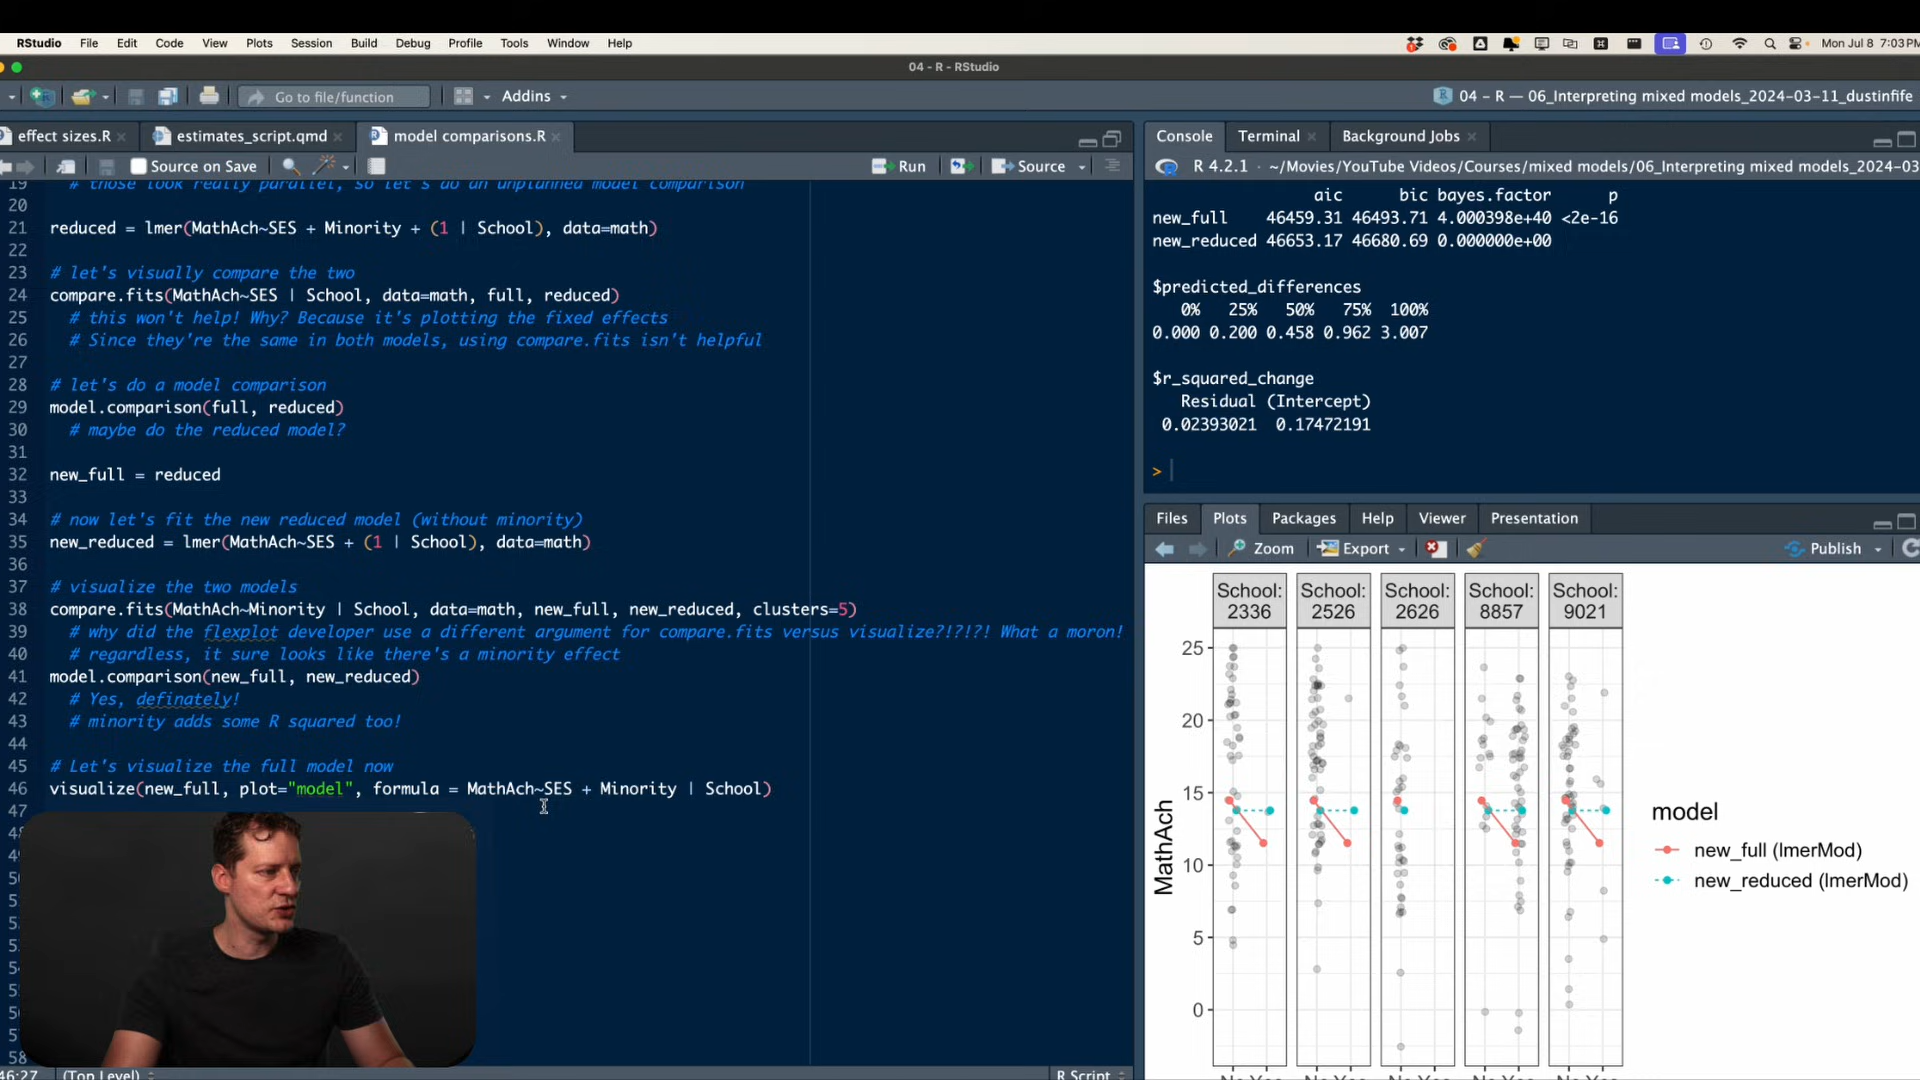 RStudio File Edit Code View Plots Session Build Debug Profile Tools Window Help Mon Jul 8 7:03PM
04 - R - RStudio
Go to file/function Addins 04 – R — 06_Interpreting mixed models_2024-03-11_dustinfife
effect sizes.R estimates_script.qmd model comparisons.R
Source on Save Run Source
19 # those look really parallel, so let's do an unplanned model comparison
20
21 reduced = lmer(MathAch~SES + Minority + (1 | School), data=math)
22
23 # let's visually compare the two
24 compare.fits(MathAch~SES | School, data=math, full, reduced)
25 # this won't help! Why? Because it's plotting the fixed effects
26 # Since they're the same in both models, using compare.fits isn't helpful
27
28 # let's do a model comparison
29 model.comparison(full, reduced)
30 # maybe do the reduced model?
31
32 new_full = reduced
33
34 # now let's fit the new reduced model (without minority)
35 new_reduced = lmer(MathAch~SES + (1 | School), data=math)
36
37 # visualize the two models
38 compare.fits(MathAch~Minority | School, data=math, new_full, new_reduced, clusters=5)
39 # why did the flexplot developer use a different argument for compare.fits versus visualize?!?!?! What a moron!
40 # regardless, it sure looks like there's a minority effect
41 model.comparison(new_full, new_reduced)
42 # Yes, definately!
43 # minority adds some R squared too!
44
45 # Let's visualize the full model now
46 visualize(new_full, plot="model", formula = MathAch~SES + Minority | School)
47
58
46:27 (Top Level) R Script
Console Terminal Background Jobs
R 4.2.1 · ~/Movies/YouTube Videos/Courses/mixed models/06_Interpreting mixed models_2024-03
aic bic bayes.factor p
new_full 46459.31 46493.71 4.000398e+40 <2e-16
new_reduced 46653.17 46680.69 0.000000e+00
$predicted_differences
0% 25% 50% 75% 100%
0.000 0.200 0.458 0.962 3.007
$r_squared_change
Residual (Intercept)
0.02393021 0.17472191
>
Files Plots Packages Help Viewer Presentation
Zoom Export Publish
School: School: School: School: School:
2336 2526 2626 8857 9021
25
20
15
10
5
0
MathAch
model
new_full (lmerMod)
new_reduced (lmerMod)